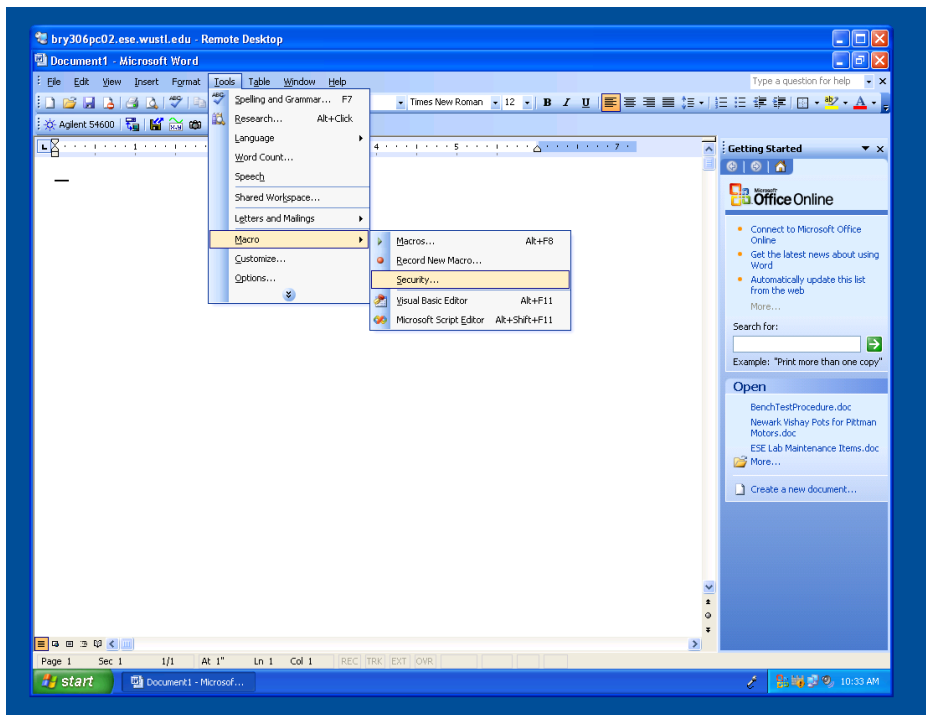 bry306pc02.ese.wustl.edu - Remote Desktop
Document1 - Microsoft Word
File Edit View Insert Format Tools Table Window Help
Type a question for help
Times New Roman 12 B I U
Agilent 54600
Spelling and Grammar... F7
Research... Alt+Click
Language
Word Count...
Speech
Shared Workspace...
Letters and Mailings
Macro
Customize...
Options...
Macros... Alt+F8
Record New Macro...
Security...
Visual Basic Editor Alt+F11
Microsoft Script Editor Alt+Shift+F11
1 4 5 7
Getting Started
Microsoft
Office Online
Connect to Microsoft Office
Online
Get the latest news about using
Word
Automatically update this list
from the web
More...
Search for:
Example: "Print more than one copy"
Open
BenchTestProcedure.doc
Newark Vishay Pots for Pittman
Motors.doc
ESE Lab Maintenance Items.doc
More...
Create a new document...
Page 1 Sec 1 1/1 At 1" Ln 1 Col 1 REC TRK EXT OVR
start Document1 - Microsof... 10:33 AM